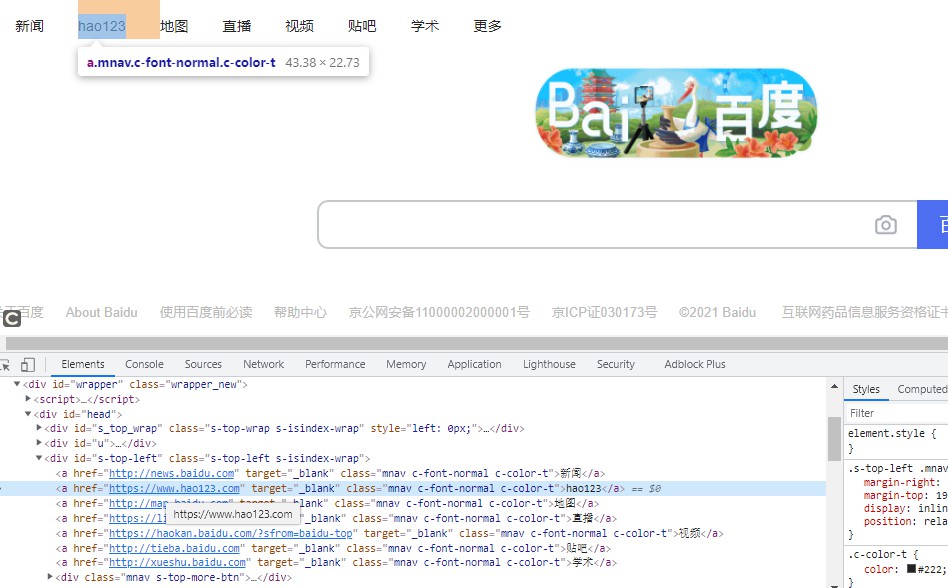 新闻 hao123 地图 直播 视频 贴吧 学术 更多
a.mnav.c-font-normal.c-color-t 43.38 × 22.73
Bai 百度
百度 About Baidu 使用百度前必读 帮助中心 京公网安备11000002000001号 京ICP证030173号 ©2021 Baidu 互联网药品信息服务资格证书
Elements Console Sources Network Performance Memory Application Lighthouse Security Adblock Plus
▼<div id="wrapper" class="wrapper_new">
▶<script>…</script>
▼<div id="head">
▶<div id="s_top_wrap" class="s-top-wrap s-isindex-wrap" style="left: 0px;">…</div>
▶<div id="u">…</div>
▼<div id="s-top-left" class="s-top-left s-isindex-wrap">
<a href="http://news.baidu.com" target="_blank" class="mnav c-font-normal c-color-t">新闻</a>
<a href="https://www.hao123.com" target="_blank" class="mnav c-font-normal c-color-t">hao123</a> == $0
<a href="http://map.baidu.com" target="_blank" class="mnav c-font-normal c-color-t">地图</a>
<a href="https://li class="mnav c-font-normal c-color-t">直播</a>
https://www.hao123.com
<a href="https://haokan.baidu.com/?sfrom=baidu-top" target="_blank" class="mnav c-font-normal c-color-t">视频</a>
<a href="http://tieba.baidu.com" target="_blank" class="mnav c-font-normal c-color-t">贴吧</a>
<a href="http://xueshu.baidu.com" target="_blank" class="mnav c-font-normal c-color-t">学术</a>
▶<div class="mnav s-top-more-btn">…</div>
Styles Computed
Filter
element.style {
}
.s-top-left .mnav
margin-right:
margin-top: 19
display: inlin
position: rela
}
.c-color-t {
color: #222;
}